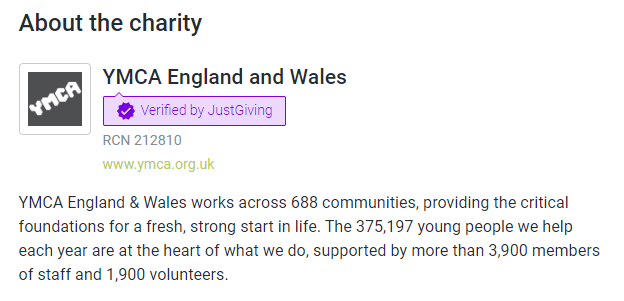 About the charity
YMCA
YMCA England and Wales
Verified by JustGiving
RCN 212810
www.ymca.org.uk
YMCA England & Wales works across 688 communities, providing the critical
foundations for a fresh, strong start in life. The 375,197 young people we help
each year are at the heart of what we do, supported by more than 3,900 members
of staff and 1,900 volunteers.